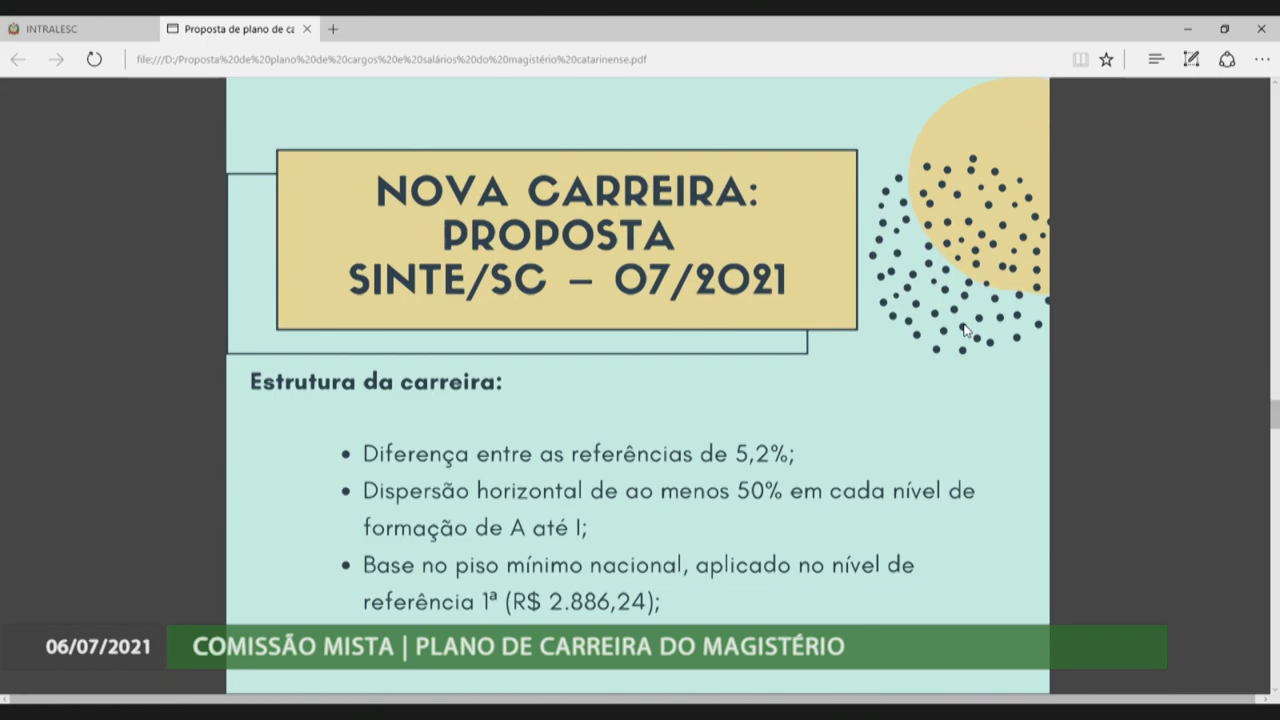 INTRALESC
Proposta de plano de ca
file:///D:/Proposta%20de%20plano%20de%20cargos%20e%20salários%20do%20magistério%20catarinense.pdf
NOVA CARREIRA:
PROPOSTA
SINTE/SC – 07/2021
Estrutura da carreira:
• Diferença entre as referências de 5,2%;
• Dispersão horizontal de ao menos 50% em cada nível de
formação de A até I;
• Base no piso mínimo nacional, aplicado no nível de
referência 1ª (R$ 2.886,24);
06/07/2021
COMISSÃO MISTA | PLANO DE CARREIRA DO MAGISTÉRIO